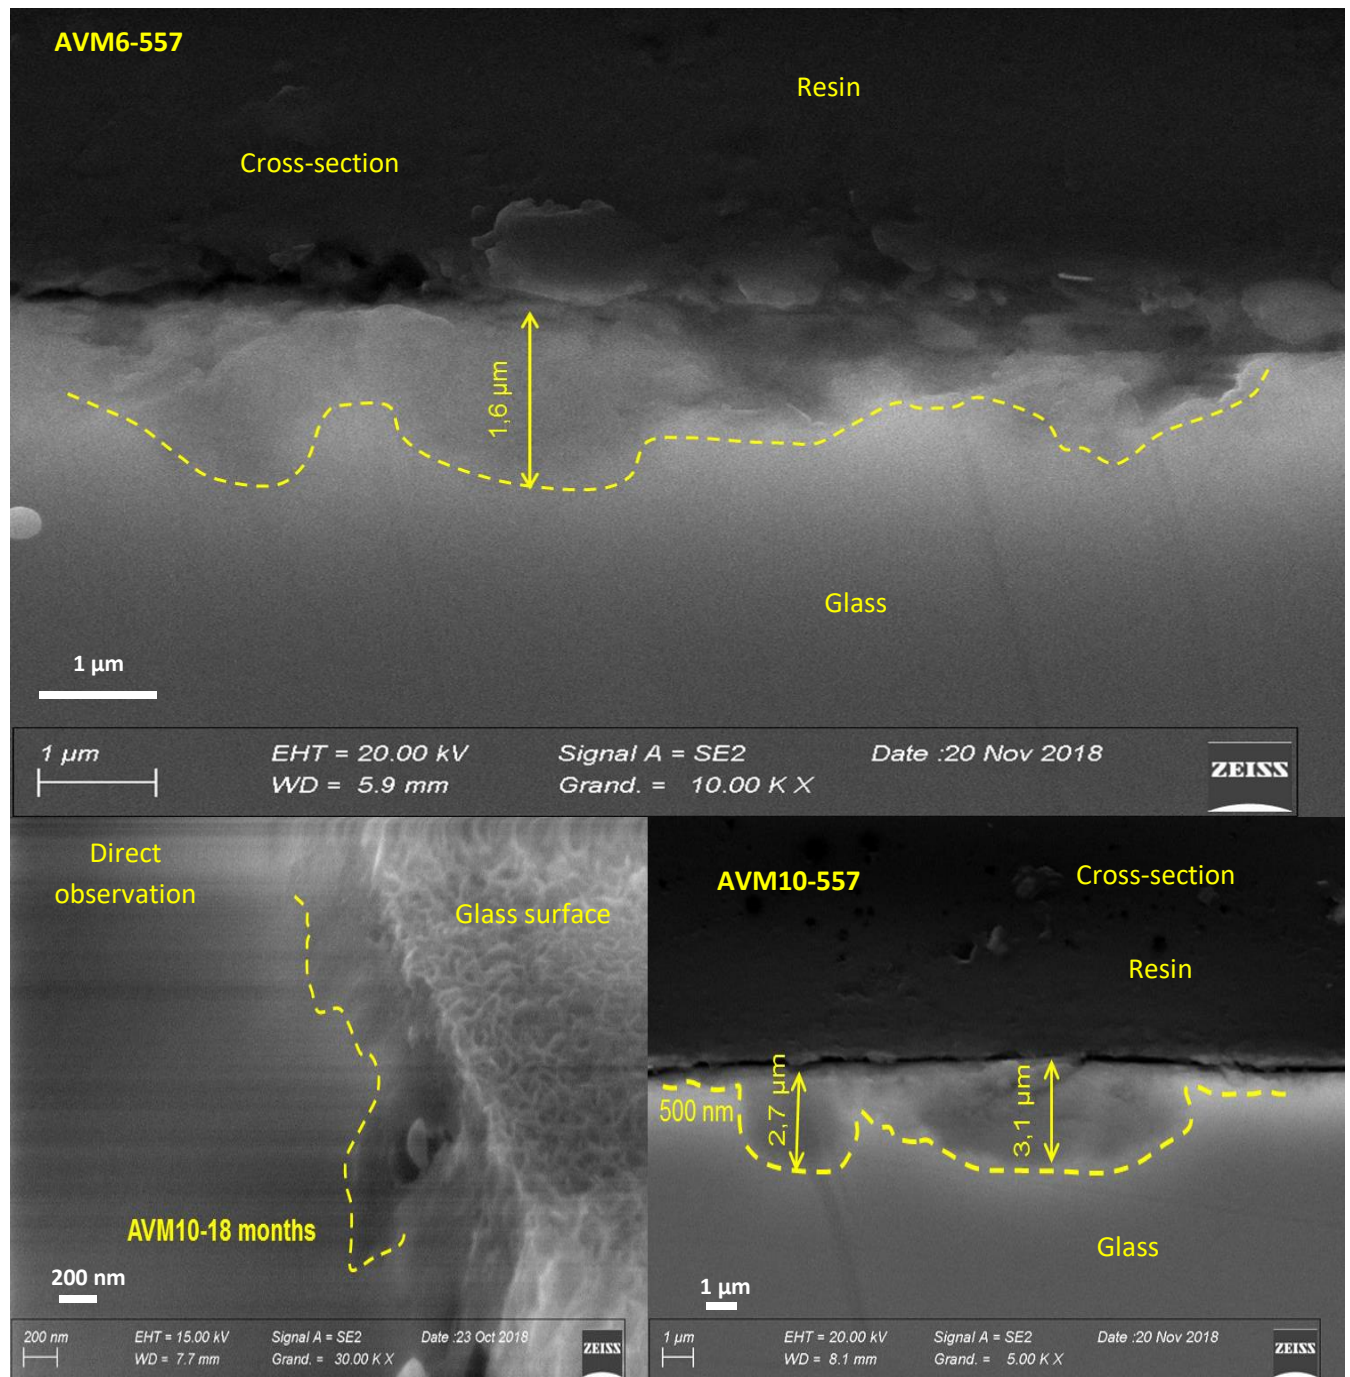 AVM6-557
Resin
Cross-section
1,6 µm
Glass
1 µm
1 µm
EHT = 20.00 kV
Signal A = SE2
Date :20 Nov 2018
WD = 5.9 mm
Grand. = 10.00 K X
ZEISS
Direct
observation
Glass surface
AVM10-18 months
200 nm
200 nm
EHT = 15.00 kV
Signal A = SE2
Date :23 Oct 2018
WD = 7.7 mm
Grand. = 30.00 K X
ZEISS
AVM10-557
Cross-section
Resin
500 nm
2,7 µm
3,1 µm
Glass
1 µm
1 µm
EHT = 20.00 kV
Signal A = SE2
Date :20 Nov 2018
WD = 8.1 mm
Grand. = 5.00 K X
ZEISS